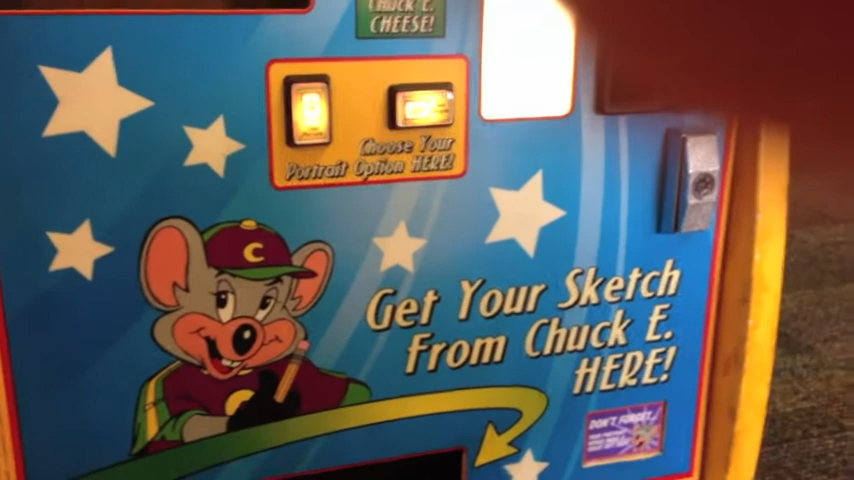 CHUCK E.
CHEESE!
Choose Your
Portrait Option HERE!
C
Get Your Sketch
From Chuck E.
HERE!
DON'T FORGET